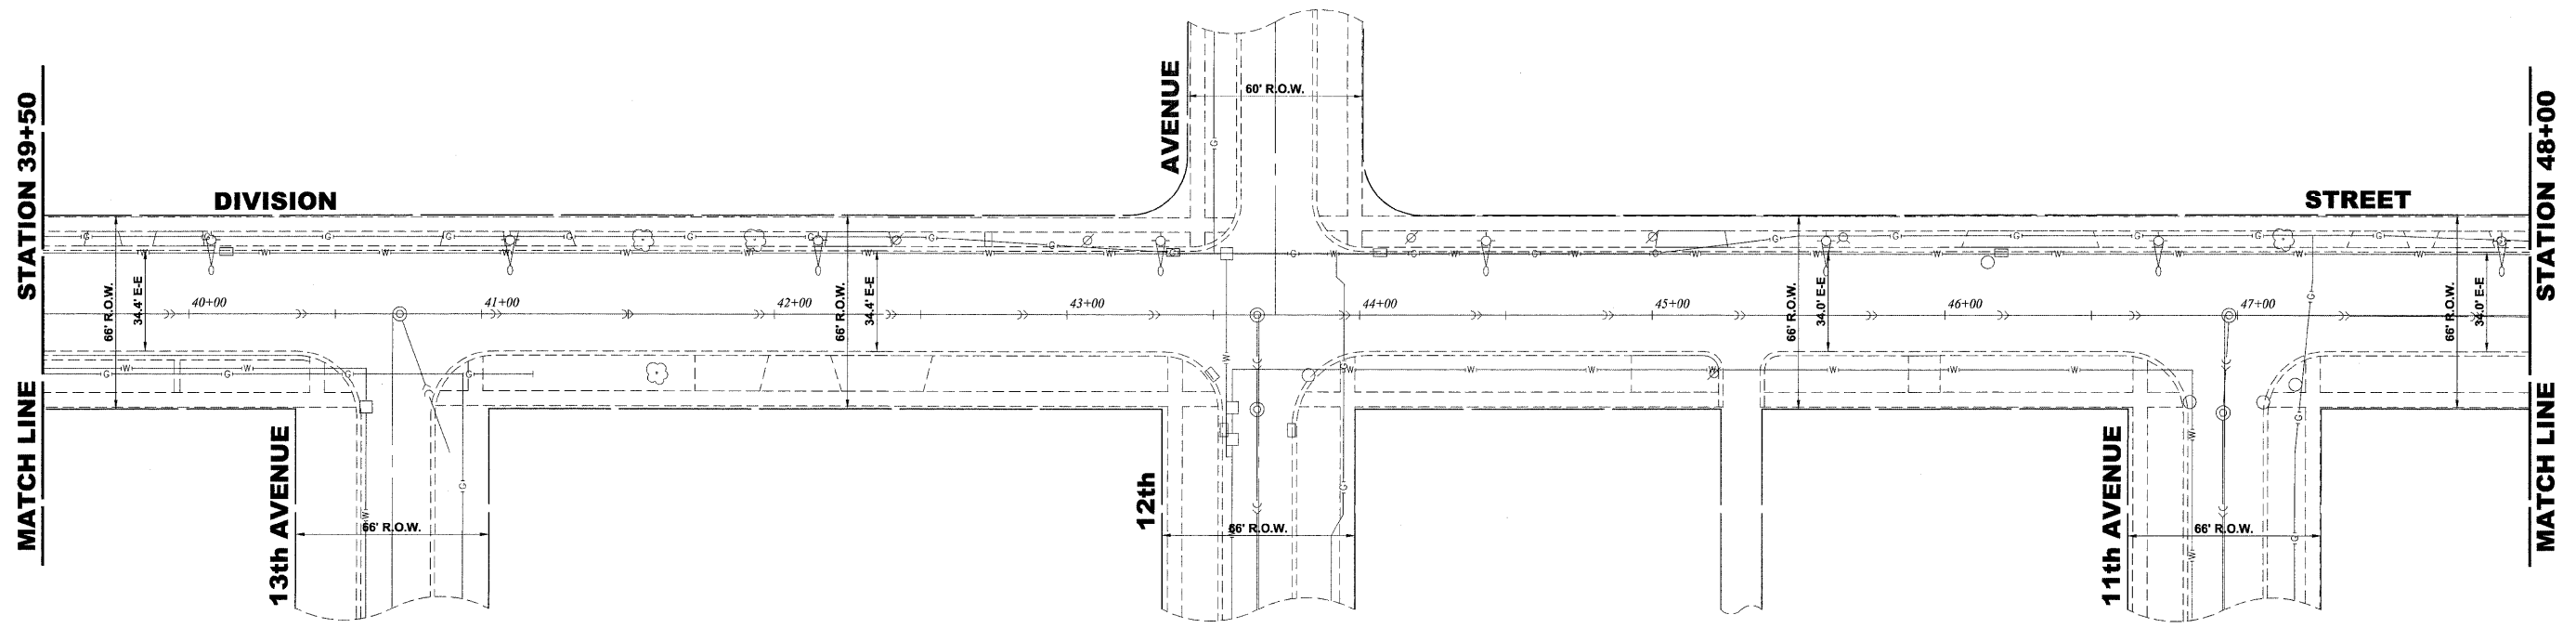 STATION 39+50
MATCH LINE
DIVISION
AVENUE
60' R.O.W.
STREET
STATION 48+00
MATCH LINE
40+00
41+00
42+00
43+00
44+00
45+00
46+00
47+00
66' R.O.W.
34.4' E-E
66' R.O.W.
34.4' E-E
66' R.O.W.
34.0' E-E
66' R.O.W.
34.0' E-E
13th AVENUE
66' R.O.W.
12th
66' R.O.W.
11th AVENUE
66' R.O.W.